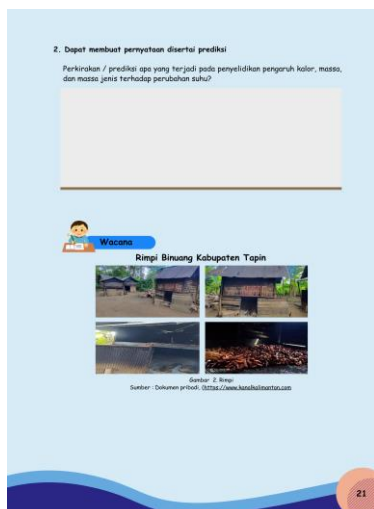 2. Dapat membuat pernyataan disertai prediksi
Perkirakan / prediksi apa yang terjadi pada penyelidikan pengaruh kalor, massa,
dan massa jenis terhadap perubahan suhu?
Wacana
Rimpi Binuang Kabupaten Tapin
Gambar 2. Rimpi
Sumber : Dokumen pribadi, (https://www.kanalkalimantan.com
21